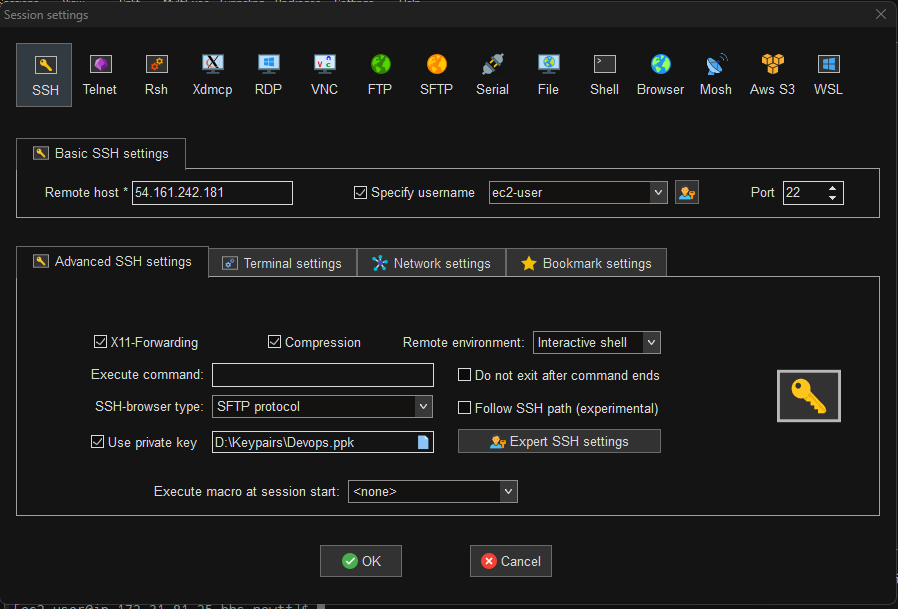 Session settings
SSH Telnet Rsh Xdmcp RDP VNC FTP SFTP Serial File Shell Browser Mosh Aws S3 WSL
Basic SSH settings
Remote host * 54.161.242.181 Specify username ec2-user Port 22
Advanced SSH settings Terminal settings Network settings Bookmark settings
X11-Forwarding Compression Remote environment: Interactive shell
Execute command: Do not exit after command ends
SSH-browser type: SFTP protocol Follow SSH path (experimental)
Use private key D:\Keypairs\Devops.ppk Expert SSH settings
Execute macro at session start: <none>
OK Cancel